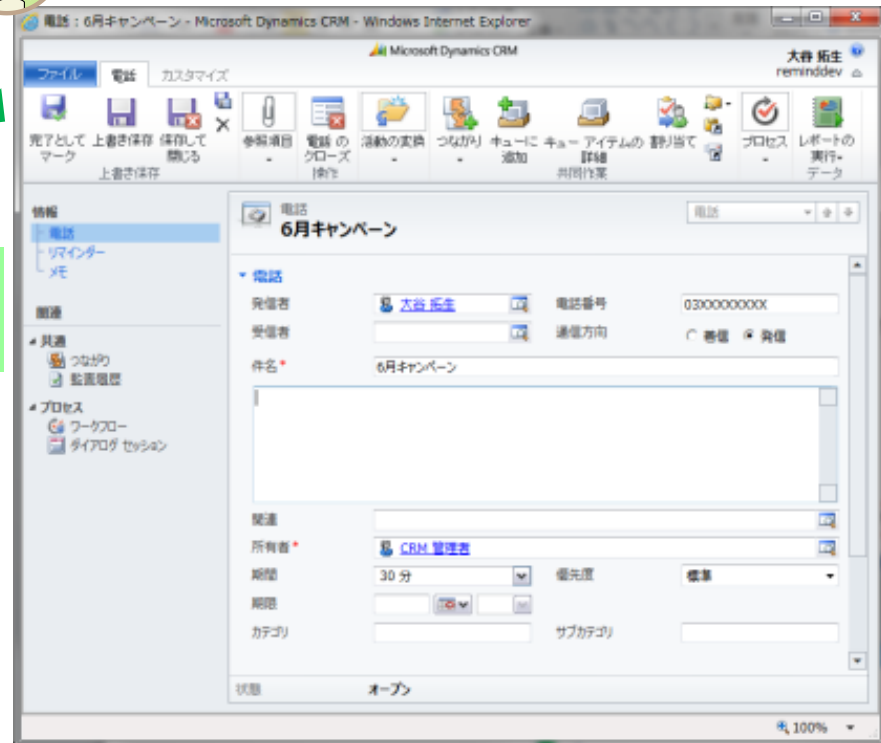 電話：6月キャンペーン - Microsoft Dynamics CRM - Windows Internet Explorer
Microsoft Dynamics CRM
大谷 拓生
reminddev
ファイル 電話 カスタマイズ
完了としてマーク 上書き保存 保存して閉じる
上書き保存
参照項目 電話 のクローズ 活動の変換
操作
つながり キューに追加 キュー アイテムの詳細 割り当て
共同作業
プロセス レポートの実行
データ
情報
電話
リマインダー
メモ
関連
共通
つながり
監査履歴
プロセス
ワークフロー
ダイアログ セッション
電話
6月キャンペーン
電話
電話
発信者 大谷 拓生 電話番号 03XXXXXXXX
受信者 通信方向 着信 発信
件名* 6月キャンペーン
関連
所有者* CRM 管理者
期間 30 分 優先度 標準
期限
カテゴリ サブカテゴリ
状態 オープン
100%